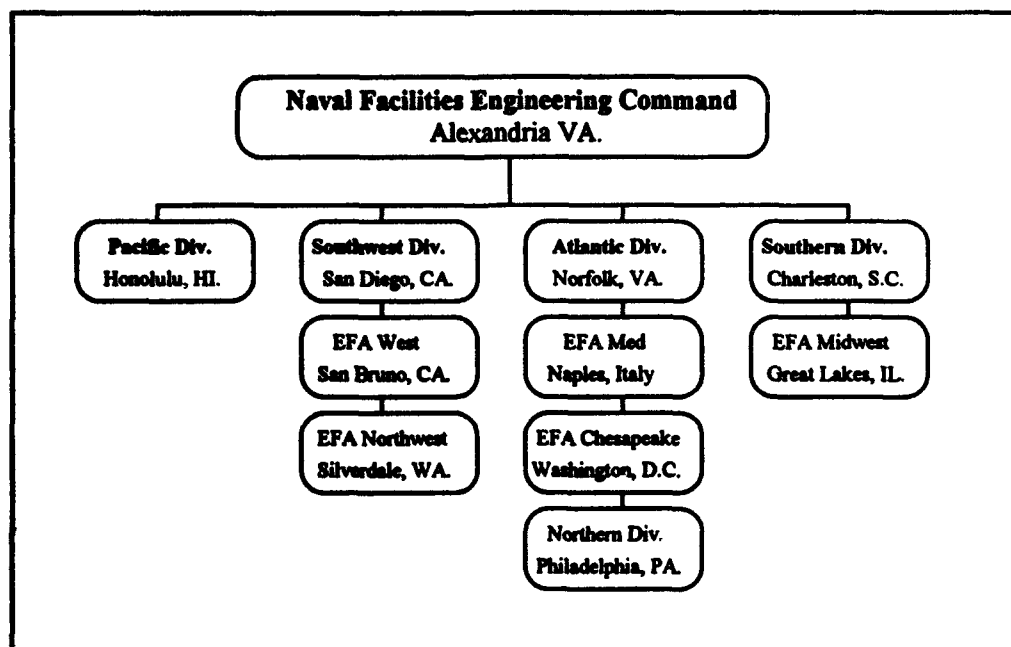 Naval Facilities Engineering Command
Alexandria VA.
Pacific Div.
Honolulu, HI.
Southwest Div.
San Diego, CA.
Atlantic Div.
Norfolk, VA.
Southern Div.
Charleston, S.C.
EFA West
San Bruno, CA.
EFA Med
Naples, Italy
EFA Midwest
Great Lakes, IL.
EFA Northwest
Silverdale, WA.
EFA Chesapeake
Washington, D.C.
Northern Div.
Philadelphia, PA.